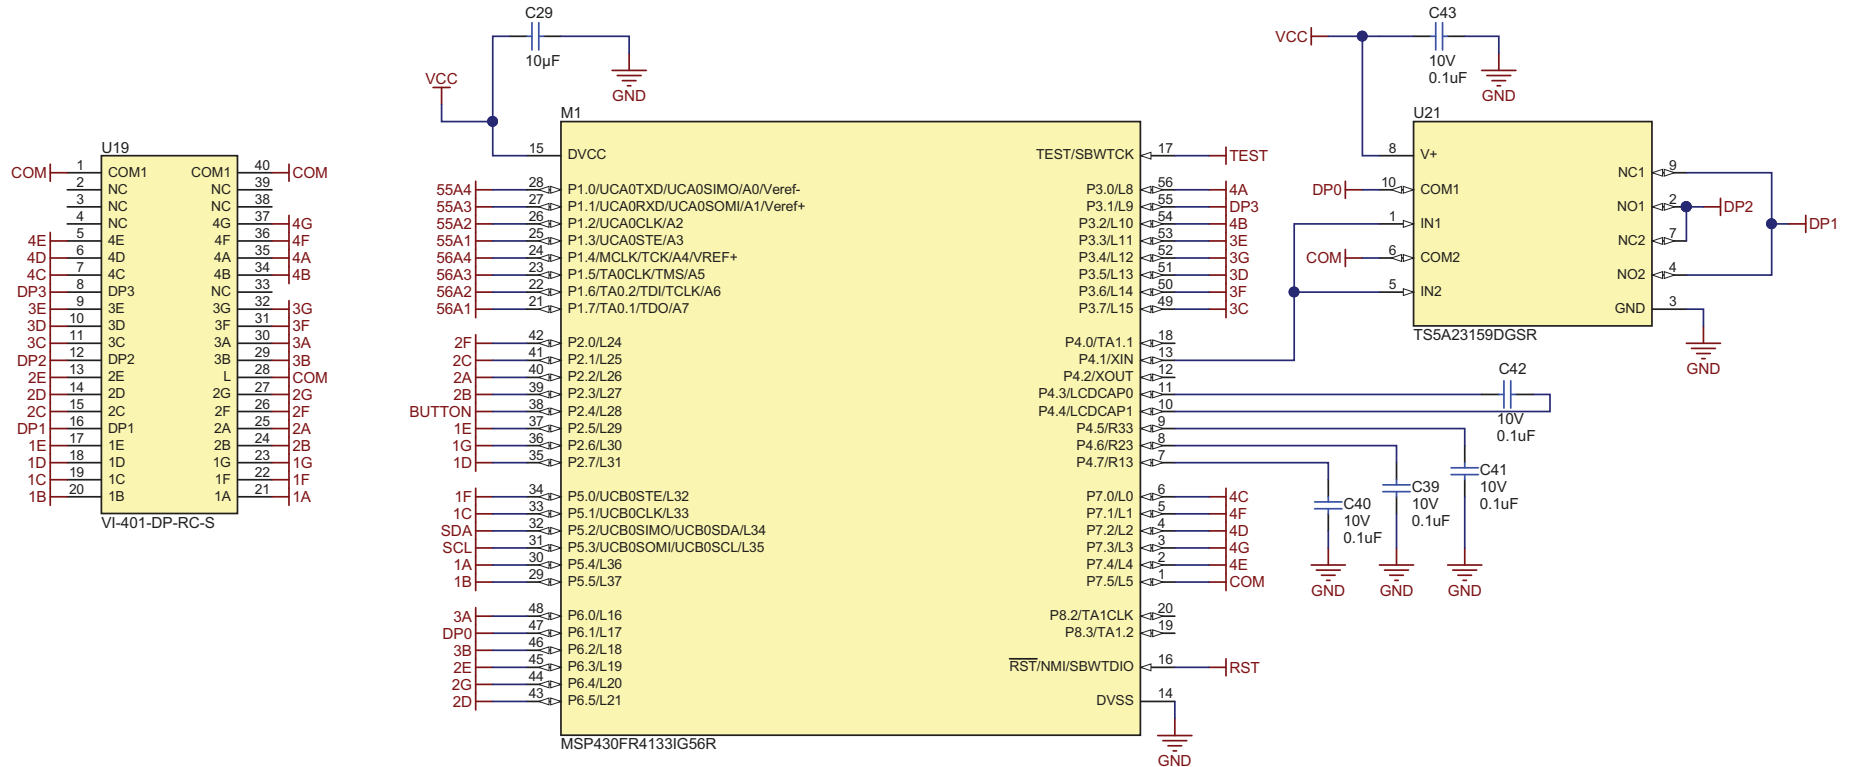 C29
10µF
GND
VCC
C43
VCC
10V
0.1uF
GND
U19
COM 1 COM1 COM1 40 COM
2 NC NC 39
3 NC NC 38
4 NC 4G 37 4G
4E 5 4E 4F 36 4F
4D 6 4D 4A 35 4A
4C 7 4C 4B 34 4B
DP3 8 DP3 NC 33
3E 9 3E 3G 32 3G
3D 10 3D 3F 31 3F
3C 11 3C 3A 30 3A
DP2 12 DP2 3B 29 3B
2E 13 2E L 28 COM
2D 14 2D 2G 27 2G
2C 15 2C 2F 26 2F
DP1 16 DP1 2A 25 2A
1E 17 1E 2B 24 2B
1D 18 1D 1G 23 1G
1C 19 1C 1F 22 1F
1B 20 1B 1A 21 1A
VI-401-DP-RC-S
M1
15 DVCC TEST/SBWTCK 17 TEST
55A4 28 P1.0/UCA0TXD/UCA0SIMO/A0/Veref- P3.0/L8 56 4A
55A3 27 P1.1/UCA0RXD/UCA0SOMI/A1/Veref+ P3.1/L9 55 DP3
55A2 26 P1.2/UCA0CLK/A2 P3.2/L10 54 4B
55A1 25 P1.3/UCA0STE/A3 P3.3/L11 53 3E
56A4 24 P1.4/MCLK/TCK/A4/VREF+ P3.4/L12 52 3G
56A3 23 P1.5/TA0CLK/TMS/A5 P3.5/L13 51 3D
56A2 22 P1.6/TA0.2/TDI/TCLK/A6 P3.6/L14 50 3F
56A1 21 P1.7/TA0.1/TDO/A7 P3.7/L15 49 3C
2F 42 P2.0/L24 P4.0/TA1.1 18
2C 41 P2.1/L25 P4.1/XIN 13
2A 40 P2.2/L26 P4.2/XOUT 12
2B 39 P2.3/L27 P4.3/LCDCAP0 11
BUTTON 38 P2.4/L28 P4.4/LCDCAP1 10
1E 37 P2.5/L29 P4.5/R33 9
1G 36 P2.6/L30 P4.6/R23 8
1D 35 P2.7/L31 P4.7/R13 7
1F 34 P5.0/UCB0STE/L32 P7.0/L0 6 4C
1C 33 P5.1/UCB0CLK/L33 P7.1/L1 5 4F
SDA 32 P5.2/UCB0SIMO/UCB0SDA/L34 P7.2/L2 4 4D
SCL 31 P5.3/UCB0SOMI/UCB0SCL/L35 P7.3/L3 3 4G
1A 30 P5.4/L36 P7.4/L4 2 4E
1B 29 P5.5/L37 P7.5/L5 1 COM
3A 48 P6.0/L16 P8.2/TA1CLK 20
DP0 47 P6.1/L17 P8.3/TA1.2 19
3B 46 P6.2/L18
2E 45 P6.3/L19 RST/NMI/SBWTDIO 16 RST
2G 44 P6.4/L20
2D 43 P6.5/L21 DVSS 14
MSP430FR4133IG56R
GND
U21
8 V+
NC1 9
DP0 10 COM1
NO1 2 DP2
1 IN1 DP1
NC2 7
COM 6 COM2
NO2 4
5 IN2
GND 3
TS5A23159DGSR
GND
C42
10V
0.1uF
C41
10V
0.1uF
C39
10V
0.1uF
C40
10V
0.1uF
GND GND GND